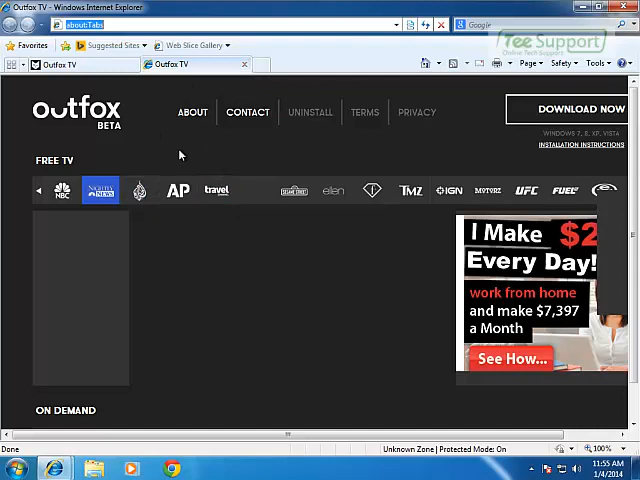 Outfox TV - Windows Internet Explorer
about:Tabs
Google
Favorites
Suggested Sites
Web Slice Gallery
Tee Support
Outfox TV
Outfox TV
Page
Safety
Tools
outfox
BETA
ABOUT
CONTACT
UNINSTALL
TERMS
PRIVACY
DOWNLOAD NOW
WINDOWS 7, 8, XP, VISTA
INSTALLATION INSTRUCTIONS
FREE TV
NBC
NIGHTLY
NEWS
AP
travel
SESAME STREET
ellen
TMZ
IGN
UFC
FUEL
I Make $2
Every Day!
work from home
and make $7,397
a Month
See How...
ON DEMAND
Done
Unknown Zone | Protected Mode: On
100%
11:55 AM
1/4/2014